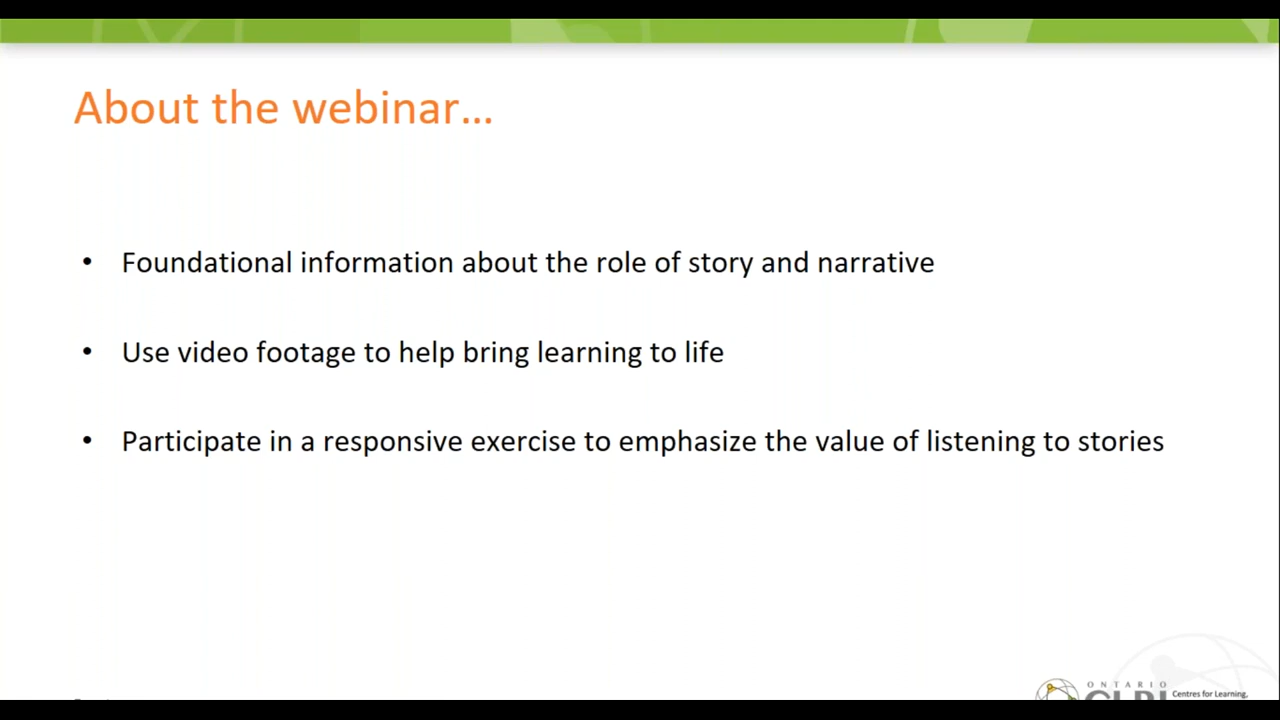 About the webinar...
• Foundational information about the role of story and narrative
• Use video footage to help bring learning to life
• Participate in a responsive exercise to emphasize the value of listening to stories
ONTARIO
Centres for Learning,